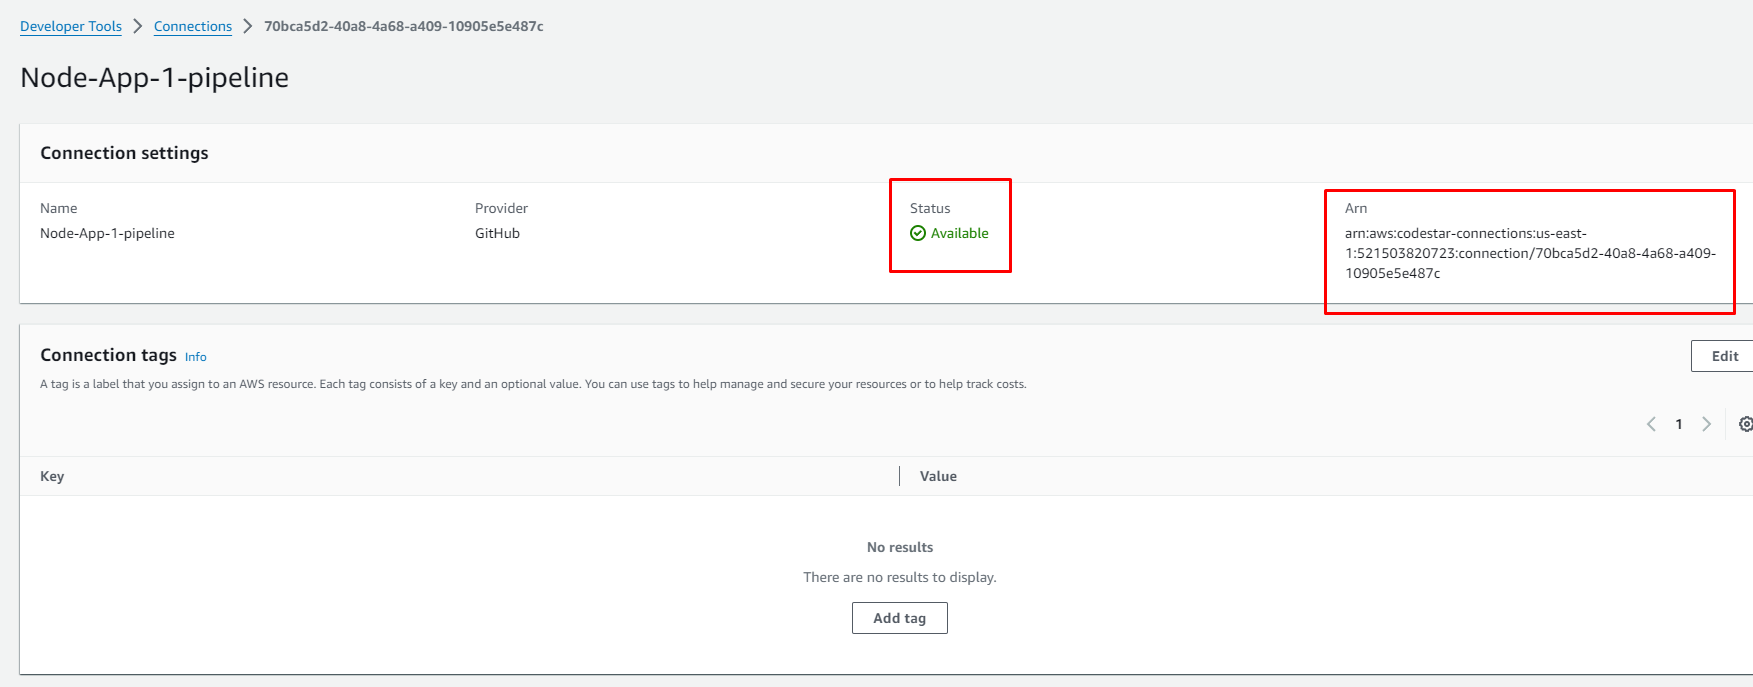 Developer Tools > Connections > 70bca5d2-40a8-4a68-a409-10905e5e487c
Node-App-1-pipeline
Connection settings
Name
Provider
Status
Arn
Node-App-1-pipeline
GitHub
Available
arn:aws:codestar-connections:us-east-
1:521503820723:connection/70bca5d2-40a8-4a68-a409-
10905e5e487c
Connection tags Info
Edit
A tag is a label that you assign to an AWS resource. Each tag consists of a key and an optional value. You can use tags to help manage and secure your resources or to help track costs.
1
Key
Value
No results
There are no results to display.
Add tag